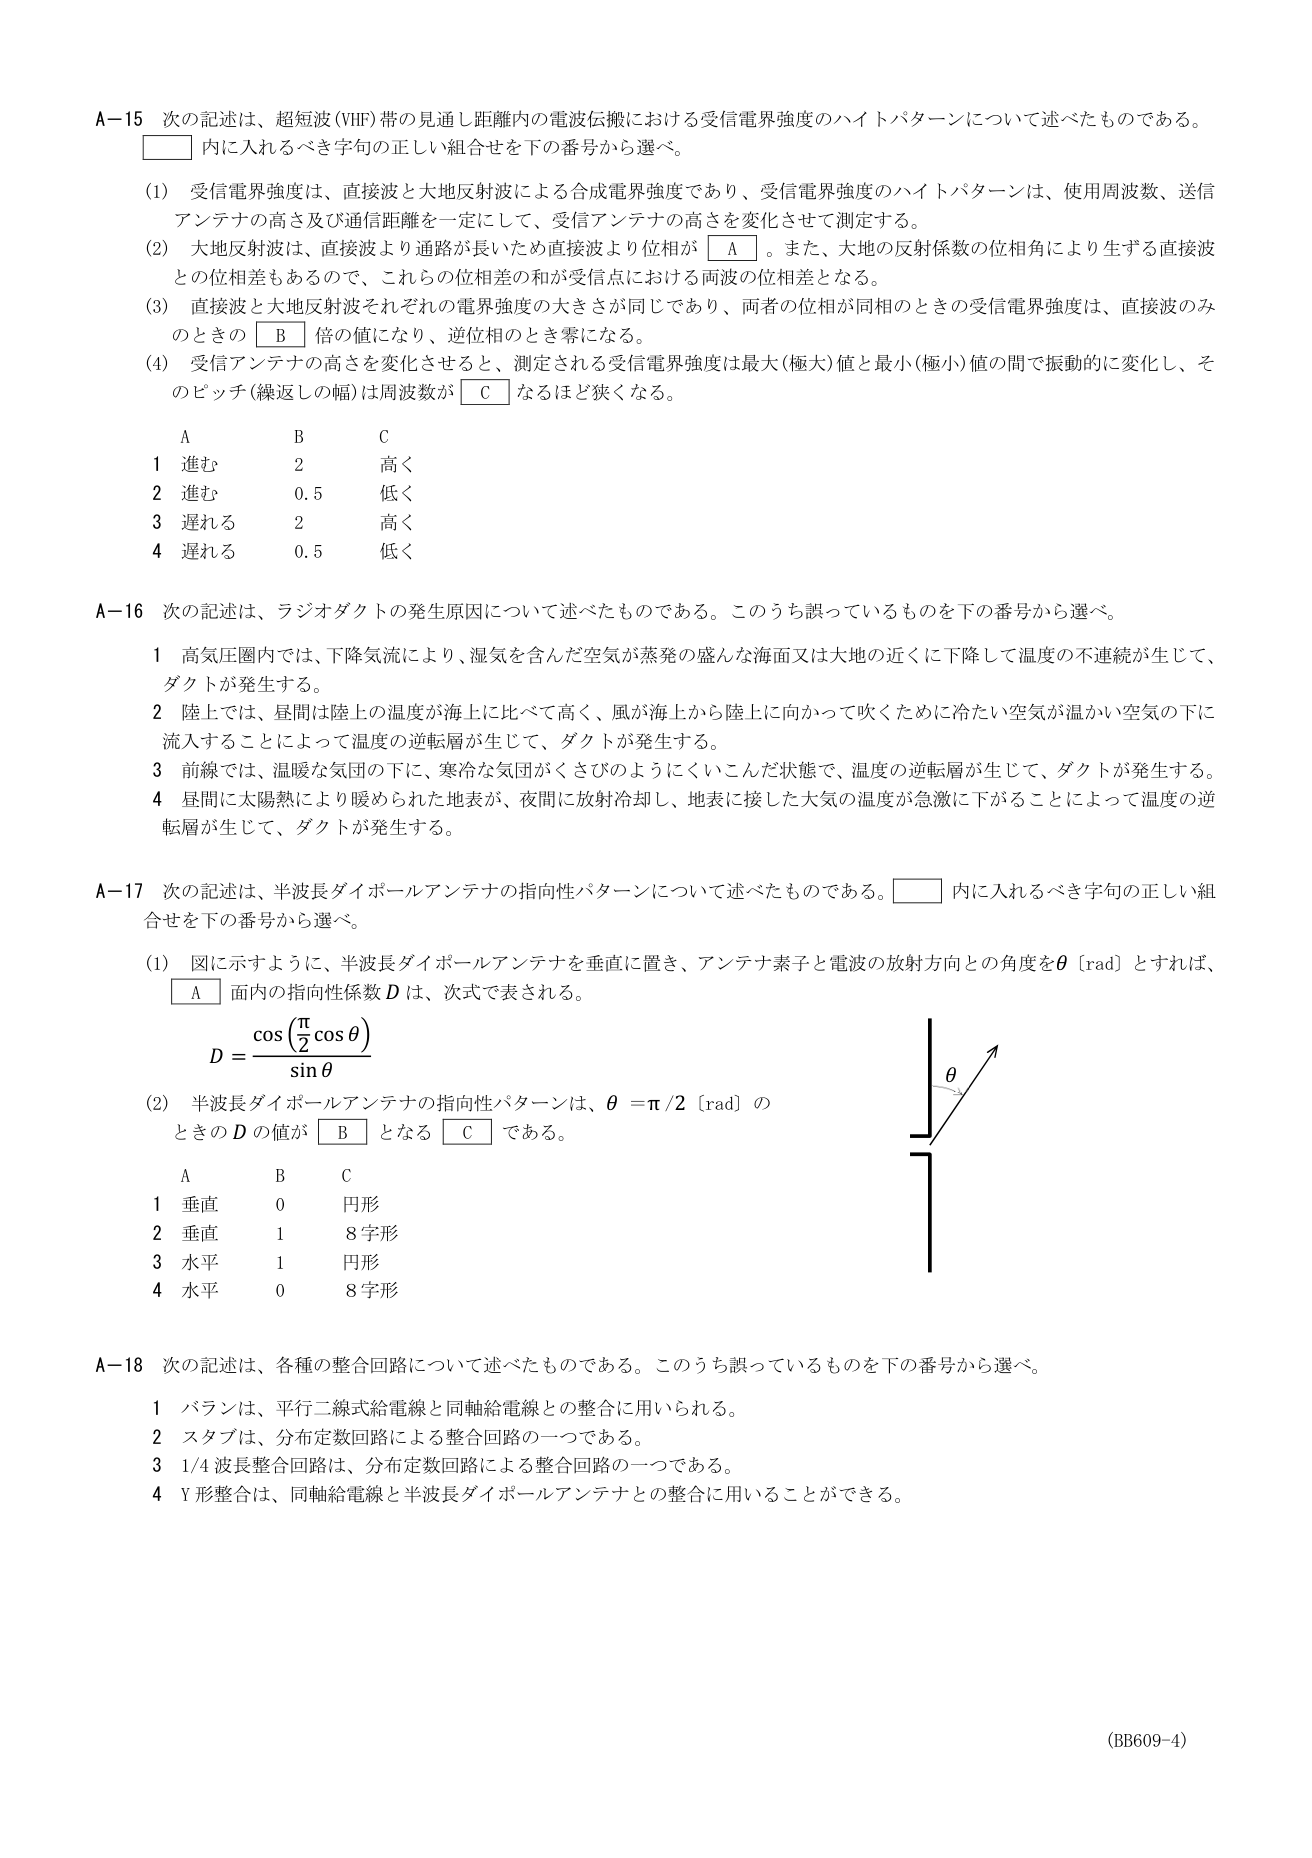 A－15 次の記述は、超短波(VHF)帯の見通し距離内の電波伝搬における受信電界強度のハイトパターンについて述べたものである。
内に入れるべき字句の正しい組合せを下の番号から選べ。
(1) 受信電界強度は、直接波と大地反射波による合成電界強度であり、受信電界強度のハイトパターンは、使用周波数、送信
アンテナの高さ及び通信距離を一定にして、受信アンテナの高さを変化させて測定する。
(2) 大地反射波は、直接波より通路が長いため直接波より位相が A 。また、大地の反射係数の位相角により生ずる直接波
との位相差もあるので、これらの位相差の和が受信点における両波の位相差となる。
(3) 直接波と大地反射波それぞれの電界強度の大きさが同じであり、両者の位相が同相のときの受信電界強度は、直接波のみ
のときの B 倍の値になり、逆位相のとき零になる。
(4) 受信アンテナの高さを変化させると、測定される受信電界強度は最大(極大)値と最小(極小)値の間で振動的に変化し、そ
のピッチ(繰返しの幅)は周波数が C なるほど狭くなる。
A B C
1 進む 2 高く
2 進む 0.5 低く
3 遅れる 2 高く
4 遅れる 0.5 低く
A－16 次の記述は、ラジオダクトの発生原因について述べたものである。このうち誤っているものを下の番号から選べ。
1 高気圧圏内では、下降気流により、湿気を含んだ空気が蒸発の盛んな海面又は大地の近くに下降して温度の不連続が生じて、
ダクトが発生する。
2 陸上では、昼間は陸上の温度が海上に比べて高く、風が海上から陸上に向かって吹くために冷たい空気が温かい空気の下に
流入することによって温度の逆転層が生じて、ダクトが発生する。
3 前線では、温暖な気団の下に、寒冷な気団がくさびのようにくいこんだ状態で、温度の逆転層が生じて、ダクトが発生する。
4 昼間に太陽熱により暖められた地表が、夜間に放射冷却し、地表に接した大気の温度が急激に下がることによって温度の逆
転層が生じて、ダクトが発生する。
A－17 次の記述は、半波長ダイポールアンテナの指向性パターンについて述べたものである。 内に入れるべき字句の正しい組
合せを下の番号から選べ。
(1) 図に示すように、半波長ダイポールアンテナを垂直に置き、アンテナ素子と電波の放射方向との角度をθ〔rad〕とすれば、
A 面内の指向性係数 D は、次式で表される。
D = cos(π/2 cos θ) / sin θ
θ
(2) 半波長ダイポールアンテナの指向性パターンは、θ ＝π/2〔rad〕の
ときの D の値が B となる C である。
A B C
1 垂直 0 円形
2 垂直 1 8字形
3 水平 1 円形
4 水平 0 8字形
A－18 次の記述は、各種の整合回路について述べたものである。このうち誤っているものを下の番号から選べ。
1 バランは、平行二線式給電線と同軸給電線との整合に用いられる。
2 スタブは、分布定数回路による整合回路の一つである。
3 1/4波長整合回路は、分布定数回路による整合回路の一つである。
4 Y形整合は、同軸給電線と半波長ダイポールアンテナとの整合に用いることができる。
(BB609-4)